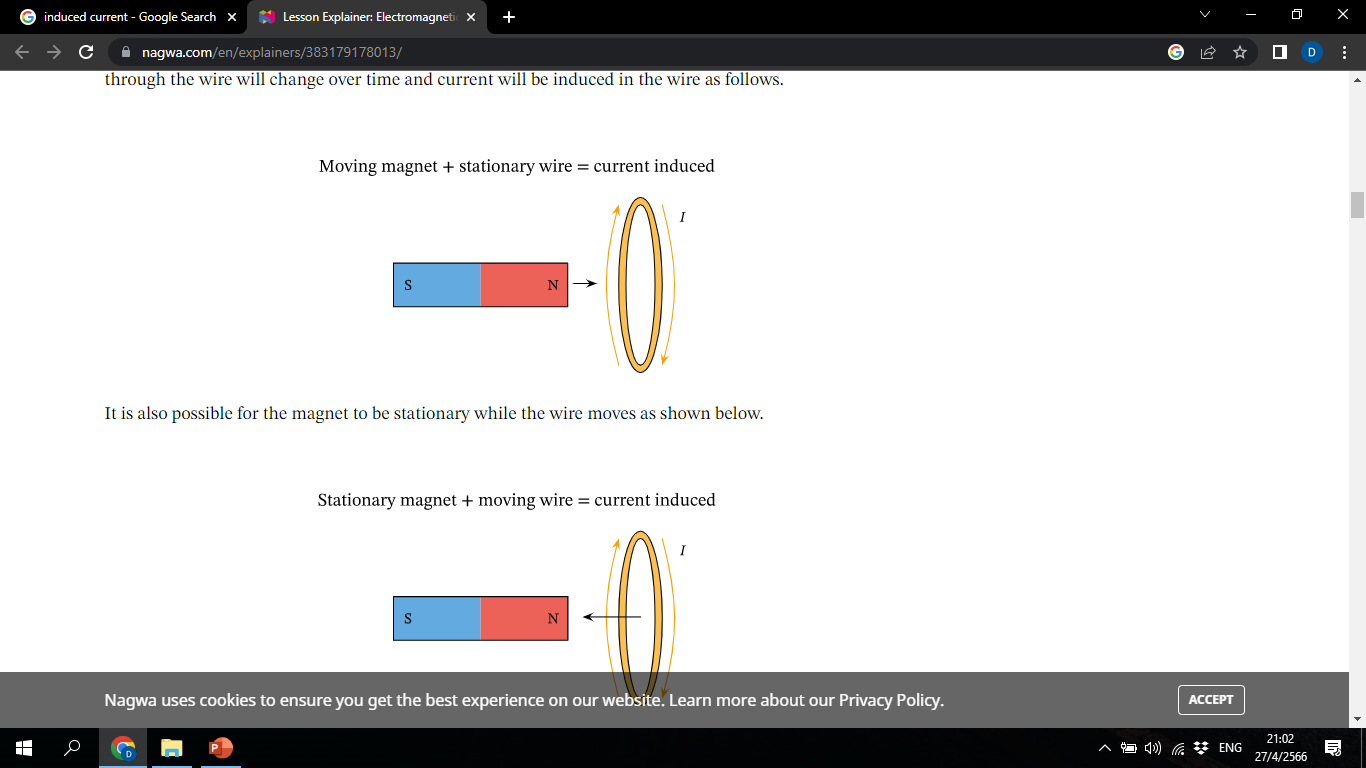 induced current - Google Search
Lesson Explainer: Electromagneti
nagwa.com/en/explainers/383179178013/
D
through the wire will change over time and current will be induced in the wire as follows.
Moving magnet + stationary wire = current induced
I
S N
It is also possible for the magnet to be stationary while the wire moves as shown below.
Stationary magnet + moving wire = current induced
I
S N
Nagwa uses cookies to ensure you get the best experience on our website. Learn more about our Privacy Policy.
ACCEPT
ENG
21:02
27/4/2566